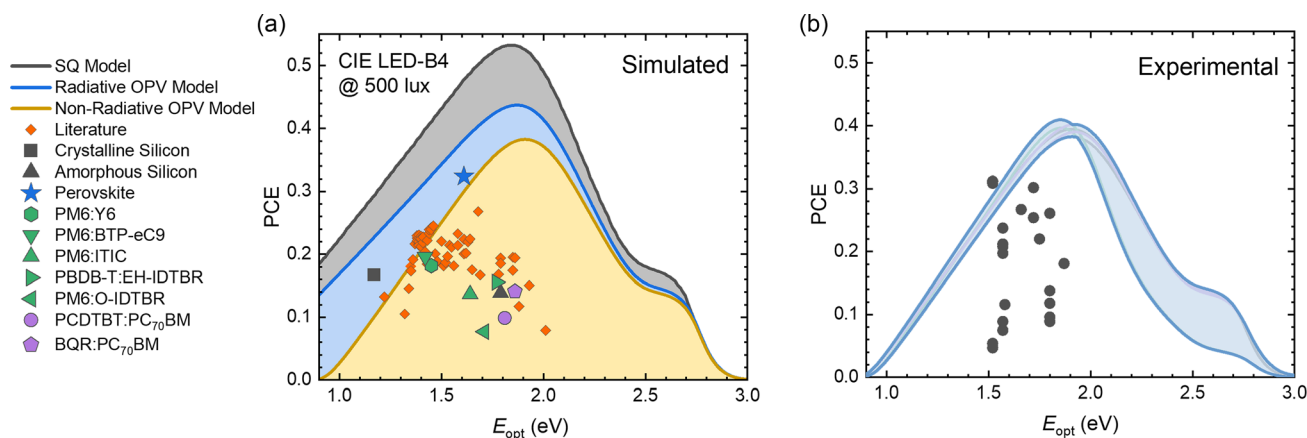 SQ Model
Radiative OPV Model
Non-Radiative OPV Model
Literature
Crystalline Silicon
Amorphous Silicon
Perovskite
PM6:Y6
PM6:BTP-eC9
PM6:ITIC
PBDB-T:EH-IDTBR
PM6:O-IDTBR
PCDTBT:PC₇₀BM
BQR:PC₇₀BM
(a)
CIE LED-B4
@ 500 lux
Simulated
PCE
0.5
0.4
0.3
0.2
0.1
0.0
1.0 1.5 2.0 2.5 3.0
Eopt (eV)
(b)
Experimental
PCE
0.5
0.4
0.3
0.2
0.1
0.0
1.0 1.5 2.0 2.5 3.0
Eopt (eV)